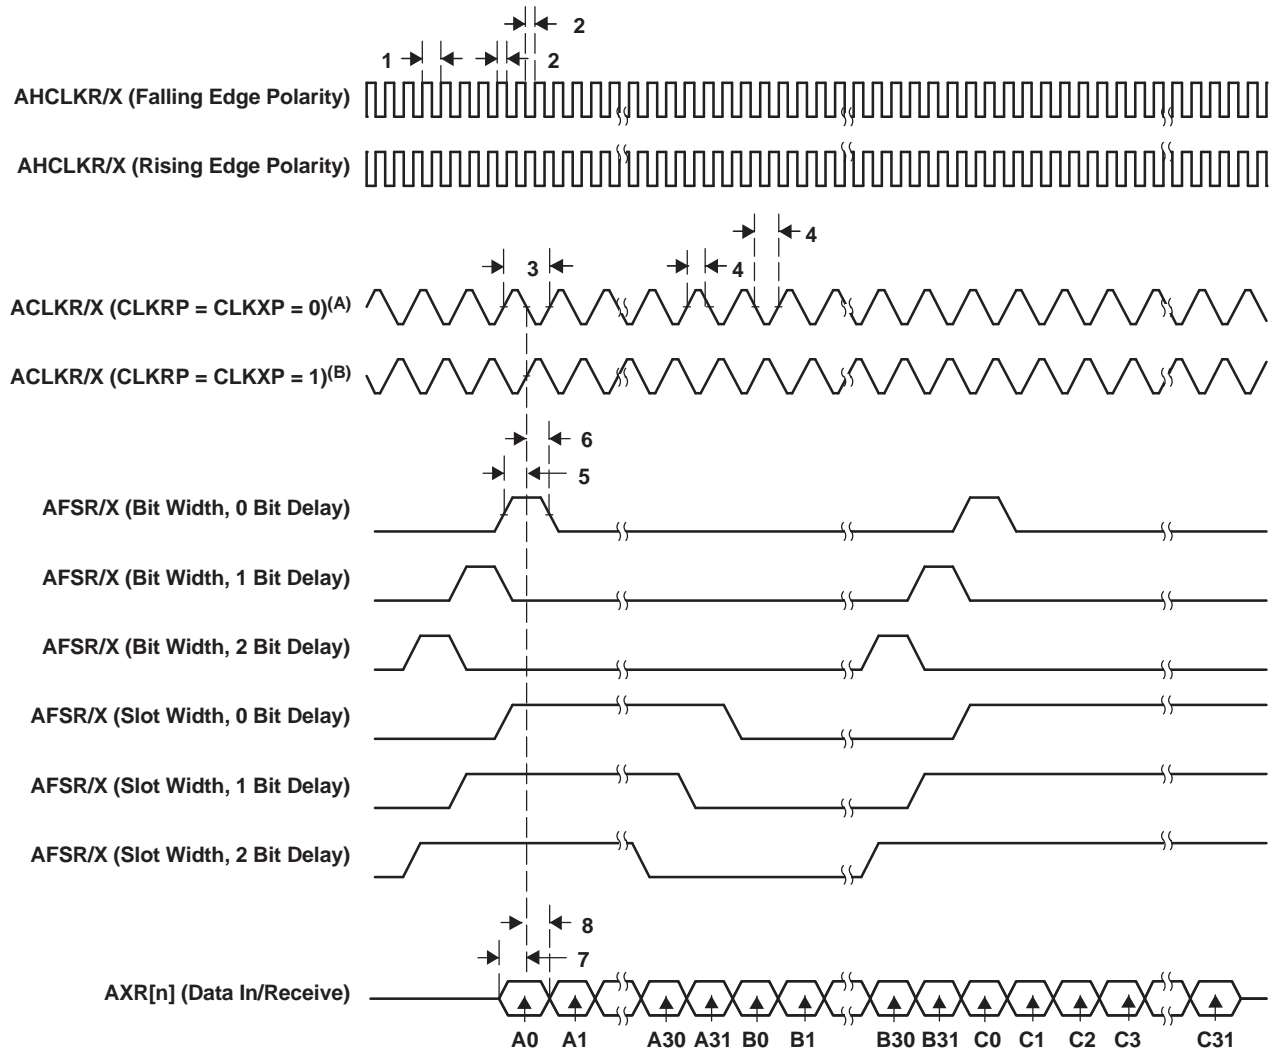 2
1
2
AHCLKR/X (Falling Edge Polarity)
AHCLKR/X (Rising Edge Polarity)
4
3
4
ACLKR/X (CLKRP = CLKXP = 0)(A)
ACLKR/X (CLKRP = CLKXP = 1)(B)
6
5
AFSR/X (Bit Width, 0 Bit Delay)
AFSR/X (Bit Width, 1 Bit Delay)
AFSR/X (Bit Width, 2 Bit Delay)
AFSR/X (Slot Width, 0 Bit Delay)
AFSR/X (Slot Width, 1 Bit Delay)
AFSR/X (Slot Width, 2 Bit Delay)
8
7
AXR[n] (Data In/Receive)
A0 A1 A30 A31 B0 B1 B30 B31 C0 C1 C2 C3 C31